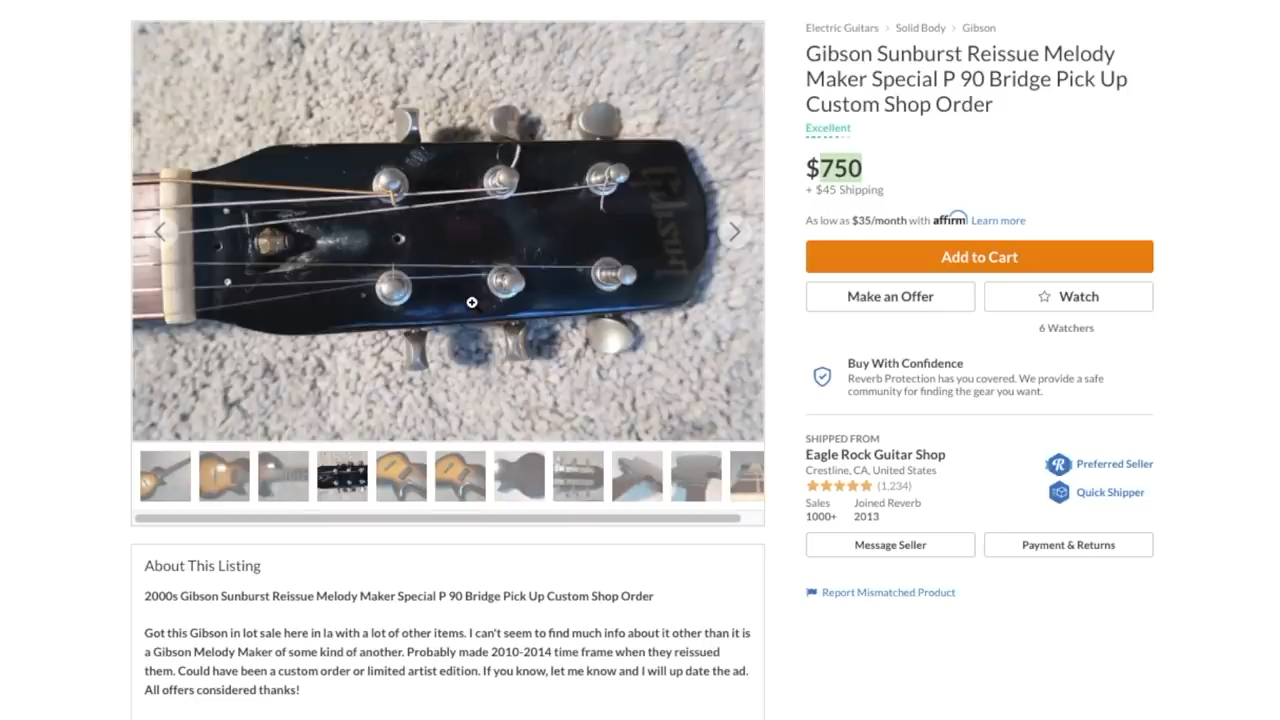 Electric Guitars > Solid Body > Gibson
Gibson Sunburst Reissue Melody
Maker Special P 90 Bridge Pick Up
Custom Shop Order
Excellent
$750
+ $45 Shipping
As low as $35/month with affirm Learn more
Add to Cart
Make an Offer
Watch
6 Watchers
Buy With Confidence
Reverb Protection has you covered. We provide a safe
community for finding the gear you want.
SHIPPED FROM
Eagle Rock Guitar Shop
Crestline, CA, United States
(1,234)
Sales Joined Reverb
1000+ 2013
Preferred Seller
Quick Shipper
Message Seller
Payment & Returns
Report Mismatched Product
Gibson
About This Listing
2000s Gibson Sunburst Reissue Melody Maker Special P 90 Bridge Pick Up Custom Shop Order
Got this Gibson in lot sale here in la with a lot of other items. I can't seem to find much info about it other than it is
a Gibson Melody Maker of some kind of another. Probably made 2010-2014 time frame when they reissued
them. Could have been a custom order or limited artist edition. If you know, let me know and I will up date the ad.
All offers considered thanks!